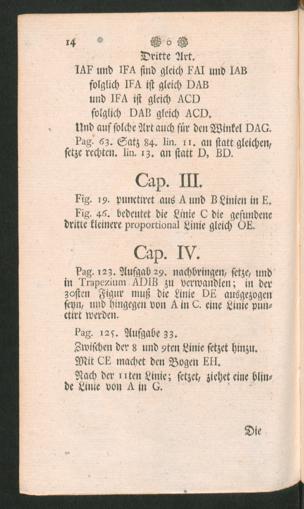 14
Dritte Art.
IAF und IFA sind gleich FAI und IAB
folglich IFA ist gleich DAB
und IFA ist gleich ACD
folglich DAB gleich ACD.
Und auf solche Art auch für den Winkel DAG.
Pag. 63. Satz 84. lin. 11. an statt gleichen,
setze rechten. lin. 13. an statt D, BD.
Cap. III.
Fig. 19. punctiret aus A und B Linien in E.
Fig. 46. bedeutet die Linie C die gefundene
dritte kleinere proportional Linie gleich OE.
Cap. IV.
Pag. 123. Aufgab 29. nachbringen, setze, und
in Trapezium ADIB zu verwandlen; in der
30sten Figur muß die Linie DE ausgezogen
seyn, und hingegen von A in C. eine Linie pun-
ctirt werden.
Pag. 125. Aufgabe 33.
Zwischen der 8 und 9ten Linie setzet hinzu.
Mit CE machet den Bogen EH.
Nach der 11ten Linie; setzet, ziehet eine blin-
de Linie von A in G.
Die